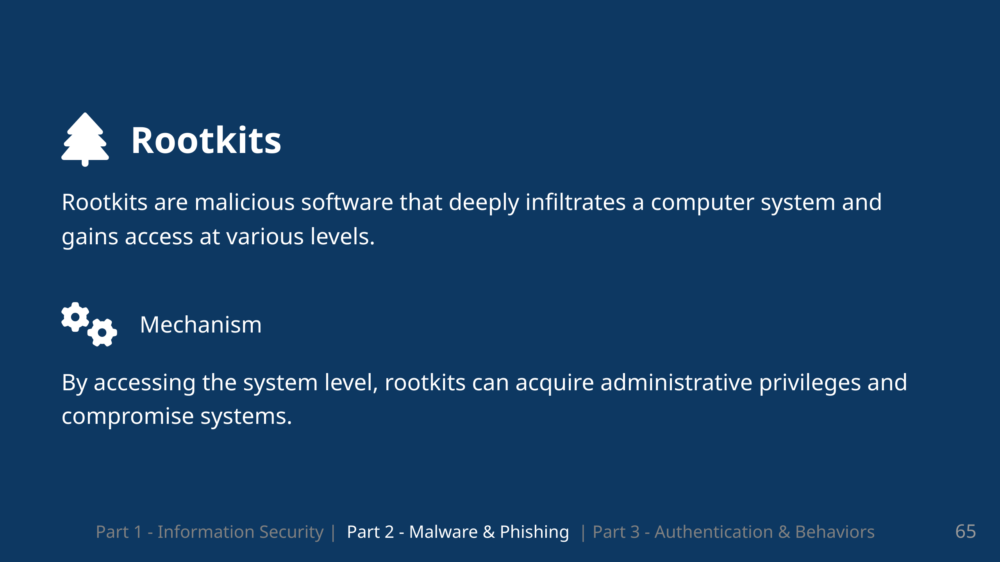 Rootkits
Rootkits are malicious software that deeply infiltrates a computer system and
gains access at various levels.
Mechanism
By accessing the system level, rootkits can acquire administrative privileges and
compromise systems.
Part 1 - Information Security | Part 2 - Malware & Phishing | Part 3 - Authentication & Behaviors 65